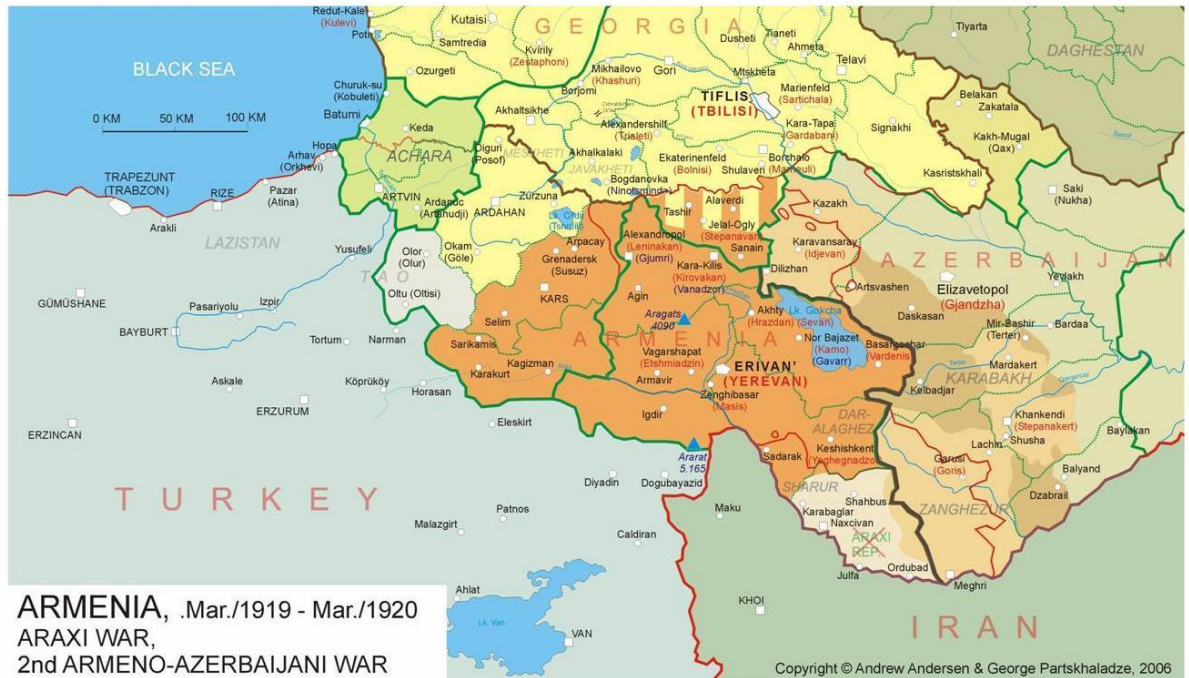 Redut-Kale
(Kulevi)
Poti
Kutaisi
Samtredia
Kvirily
(Zestaphoni)
GEORGIA
Dusheti
Tianeti
Ahmeta
Telavi
Tlyarta
DAGHESTAN
BLACK SEA
0 KM 50 KM 100 KM
Ozurgeti
Mikhailovo
(Khashuri)
Gori
Mtskheta
Borjomi
Churuk-su
(Kobuleti)
Batumi
Keda
ACHARA
Akhaltsikhe
TIFLIS
(TBILISI)
Marienfeld
(Sartichala)
Kara-Tapa
(Gardabani)
Signakhi
Belakan
Zakatala
Kakh-Mugal
(Qax)
Alexandershilf
(Trialeti)
Hopa
Arhav
(Orkhevi)
Digur
(Posof)
MESKHETI
JAVAKHETI
Akhalkalaki
Ekaterinenfeld
(Bolnisi)
Borchalo
(Marneuli)
Shulaveri
Kasristskhali
TRAPEZUNT
(TRABZON)
RIZE
Pazar
(Atina)
Arakli
LAZISTAN
ARTVIN
Ardanuc
(Artanudji)
ARDAHAN
Zurzuna
Bogdanovka
(Ninotsminda)
Tashir
Alaverdi
Jelal-Ogly
(Stepanavan)
Sanain
Saki
(Nukha)
Kazakh
Karavansaray
(Idjevan)
AZERBAIJAN
Yevlakh
Yusufeli
TAO
Olor
(Olur)
Oltu (Oltisi)
Okam
(Göle)
Arpacay
Grenadersk
(Susuz)
KARS
Alexandropol
(Leninakan)
(Gjumri)
Kara-Kilis
(Kirovakan)
(Vanadzor)
Dilizhan
Artsvashen
Elizavetopol
(Gjandzha)
Daskasan
Mir-Bashir
(Terter)
Bardaa
GÜMÜSHANE
Pasariyolu
Izpir
BAYBURT
Tortum
Narman
Selim
Sarikamis
Karakurt
Kagizman
Agin
Aragats
4090
ARMENIA
Akhty
(Hrazdan)
Lk. Gokcha
(Sevan)
Nor Bajazet
(Kamo)
(Gavarr)
Basargechar
(Vardenis)
Terter
Mardakert
KARABAKH
Kelbadjar
Askale
Köprüköy
Horasan
Vagarshapat
(Etshmiadzin)
Armavir
ERIVAN'
(YEREVAN)
Zenghibasar
(Masis)
ERZURUM
ERZINCAN
Eleskirt
Igdir
DAR-
ALAGHEZ
Keshishkent
(Yeghegnadzor)
Khankendi
(Stepanakert)
Shusha
Lachin
Baylakan
Ararat
5.165
Sadarak
Garusi
(Goris)
Balyand
Dzabrail
TURKEY
Diyadin
Dogubayazid
Maku
SHARUR
Shahbus
Karabaglar
Naxcivan
ARAXI
REP.
ZANGHEZUR
Patnos
Malazgirt
Caldiran
Julfa
Ordubad
Meghri
Ahlat
Lk. Van
VAN
KHOI
IRAN
ARMENIA, .Mar./1919 - Mar./1920
ARAXI WAR,
2nd ARMENO-AZERBAIJANI WAR
Copyright © Andrew Andersen & George Partskhaladze, 2006